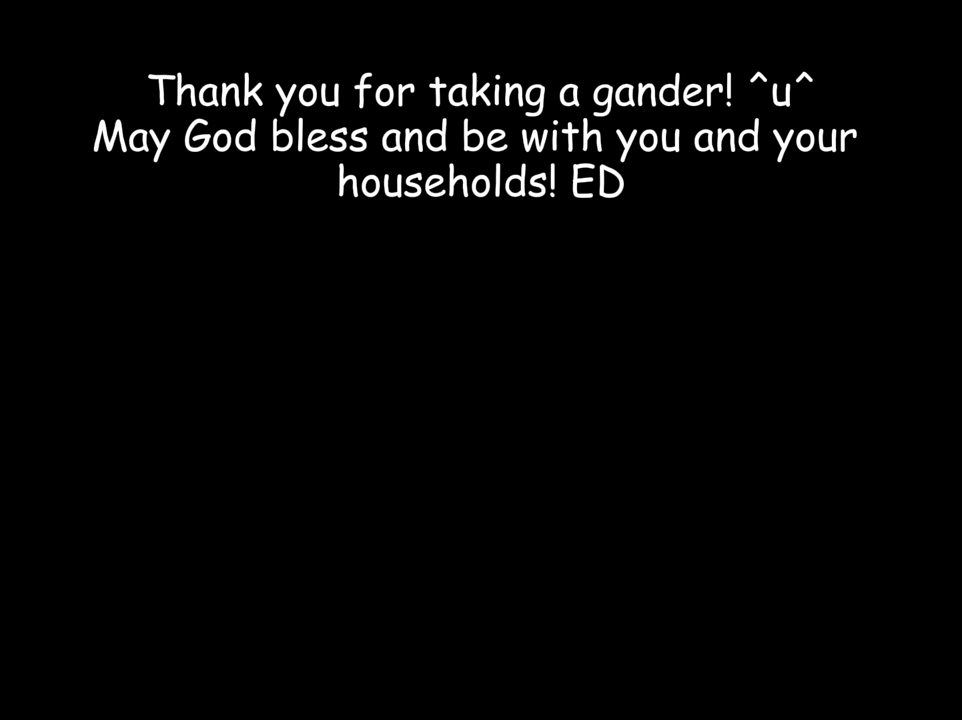 Thank you for taking a gander! ^u^
May God bless and be with you and your
households! ED